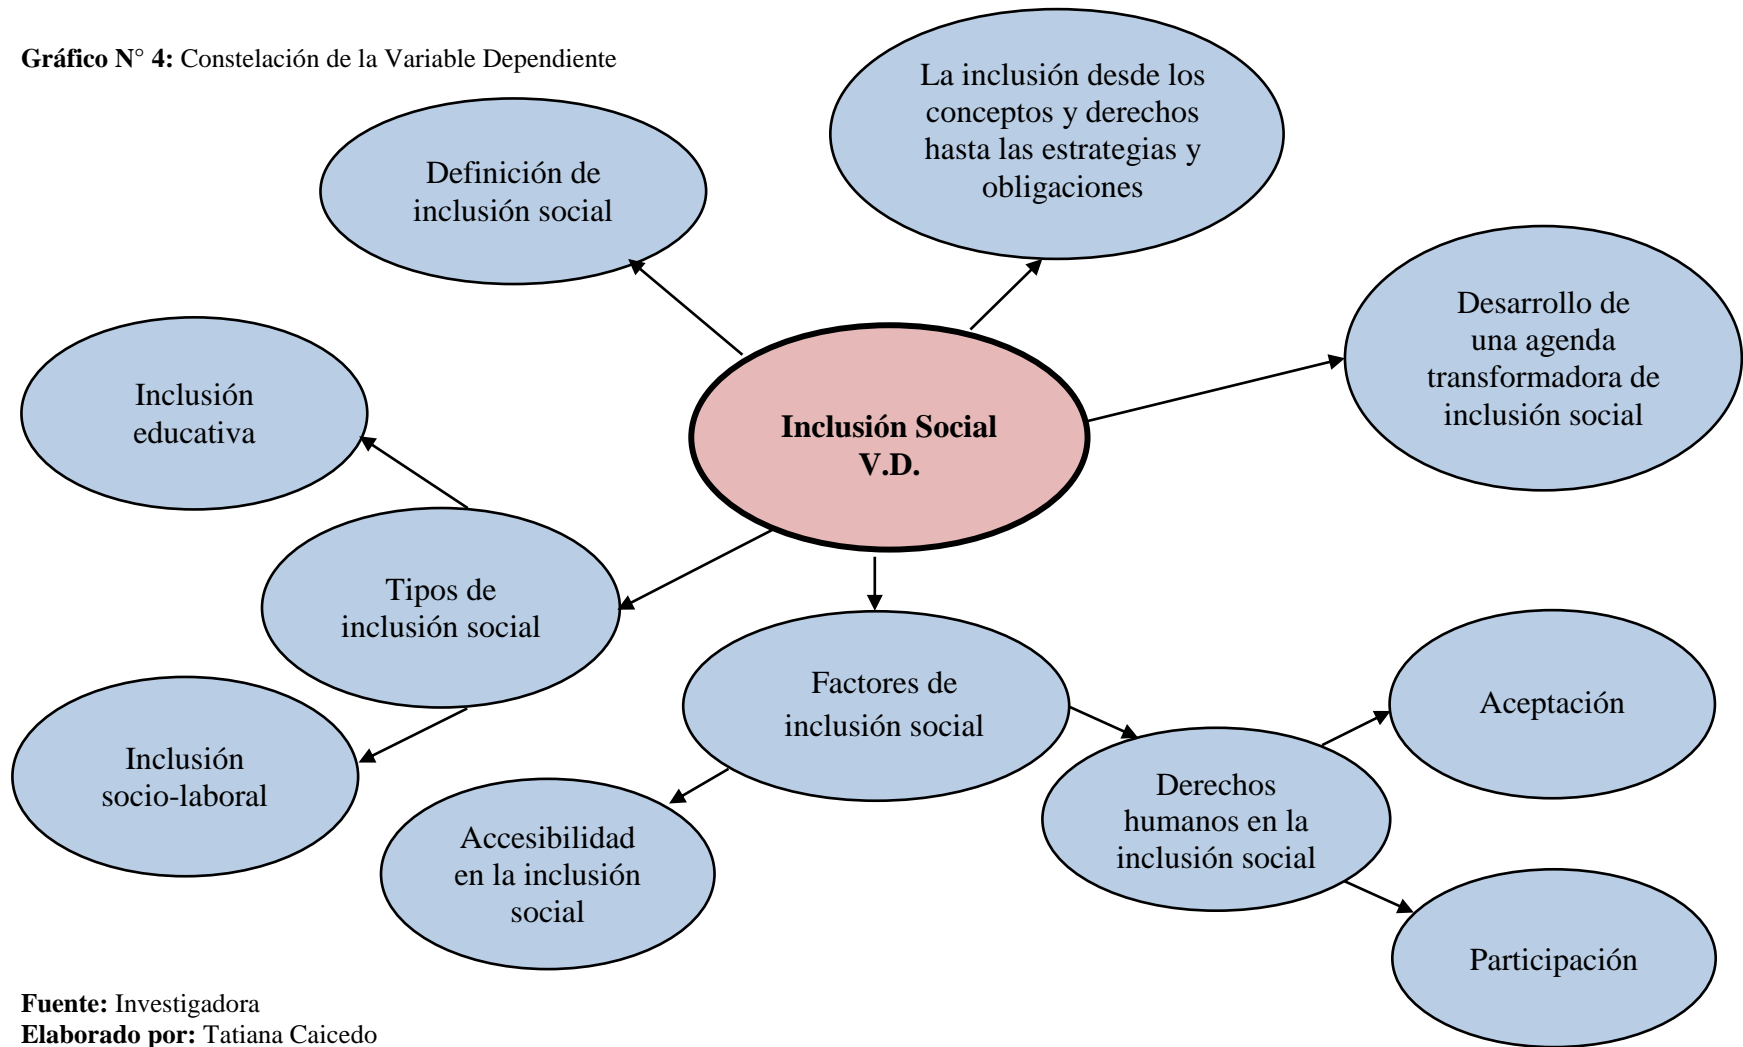 Gráfico N° 4: Constelación de la Variable Dependiente
La inclusión desde los
conceptos y derechos
hasta las estrategias y
obligaciones
Definición de
inclusión social
Desarrollo de
una agenda
transformadora de
inclusión social
Inclusión
educativa
Inclusión Social
V.D.
Tipos de
inclusión social
Factores de
inclusión social
Aceptación
Inclusión
socio-laboral
Derechos
humanos en la
inclusión social
Accesibilidad
en la inclusión
social
Participación
Fuente: Investigadora
Elaborado por: Tatiana Caicedo